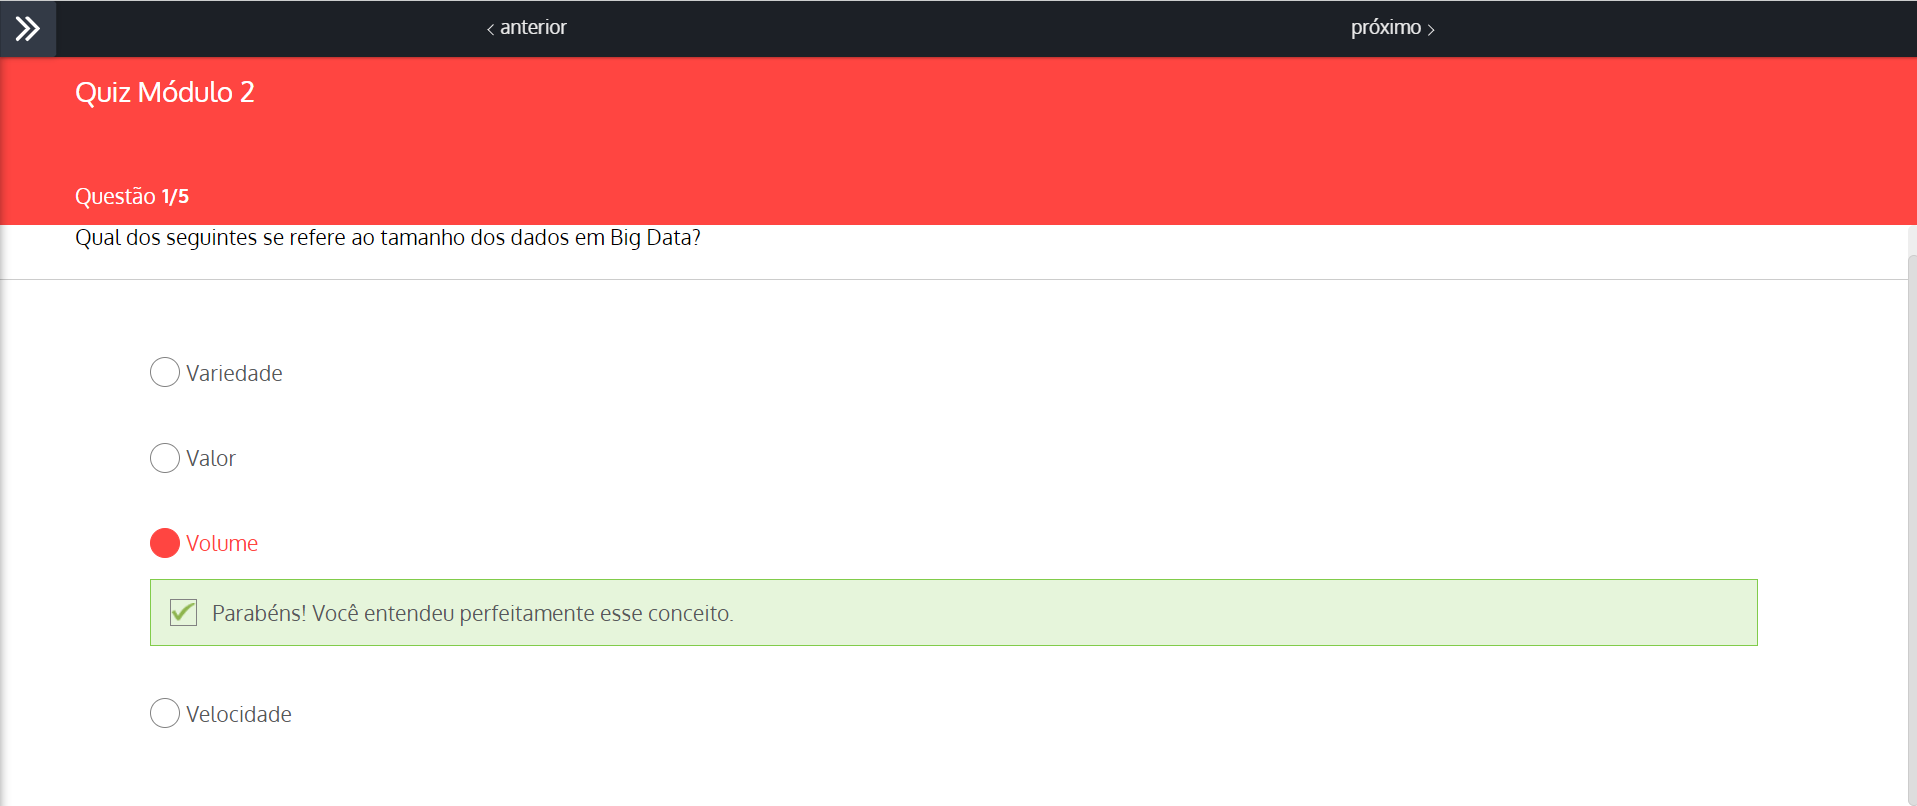 ‹ anterior
próximo ›
Quiz Módulo 2
Questão 1/5
Qual dos seguintes se refere ao tamanho dos dados em Big Data?
Variedade
Valor
Volume
Parabéns! Você entendeu perfeitamente esse conceito.
Velocidade